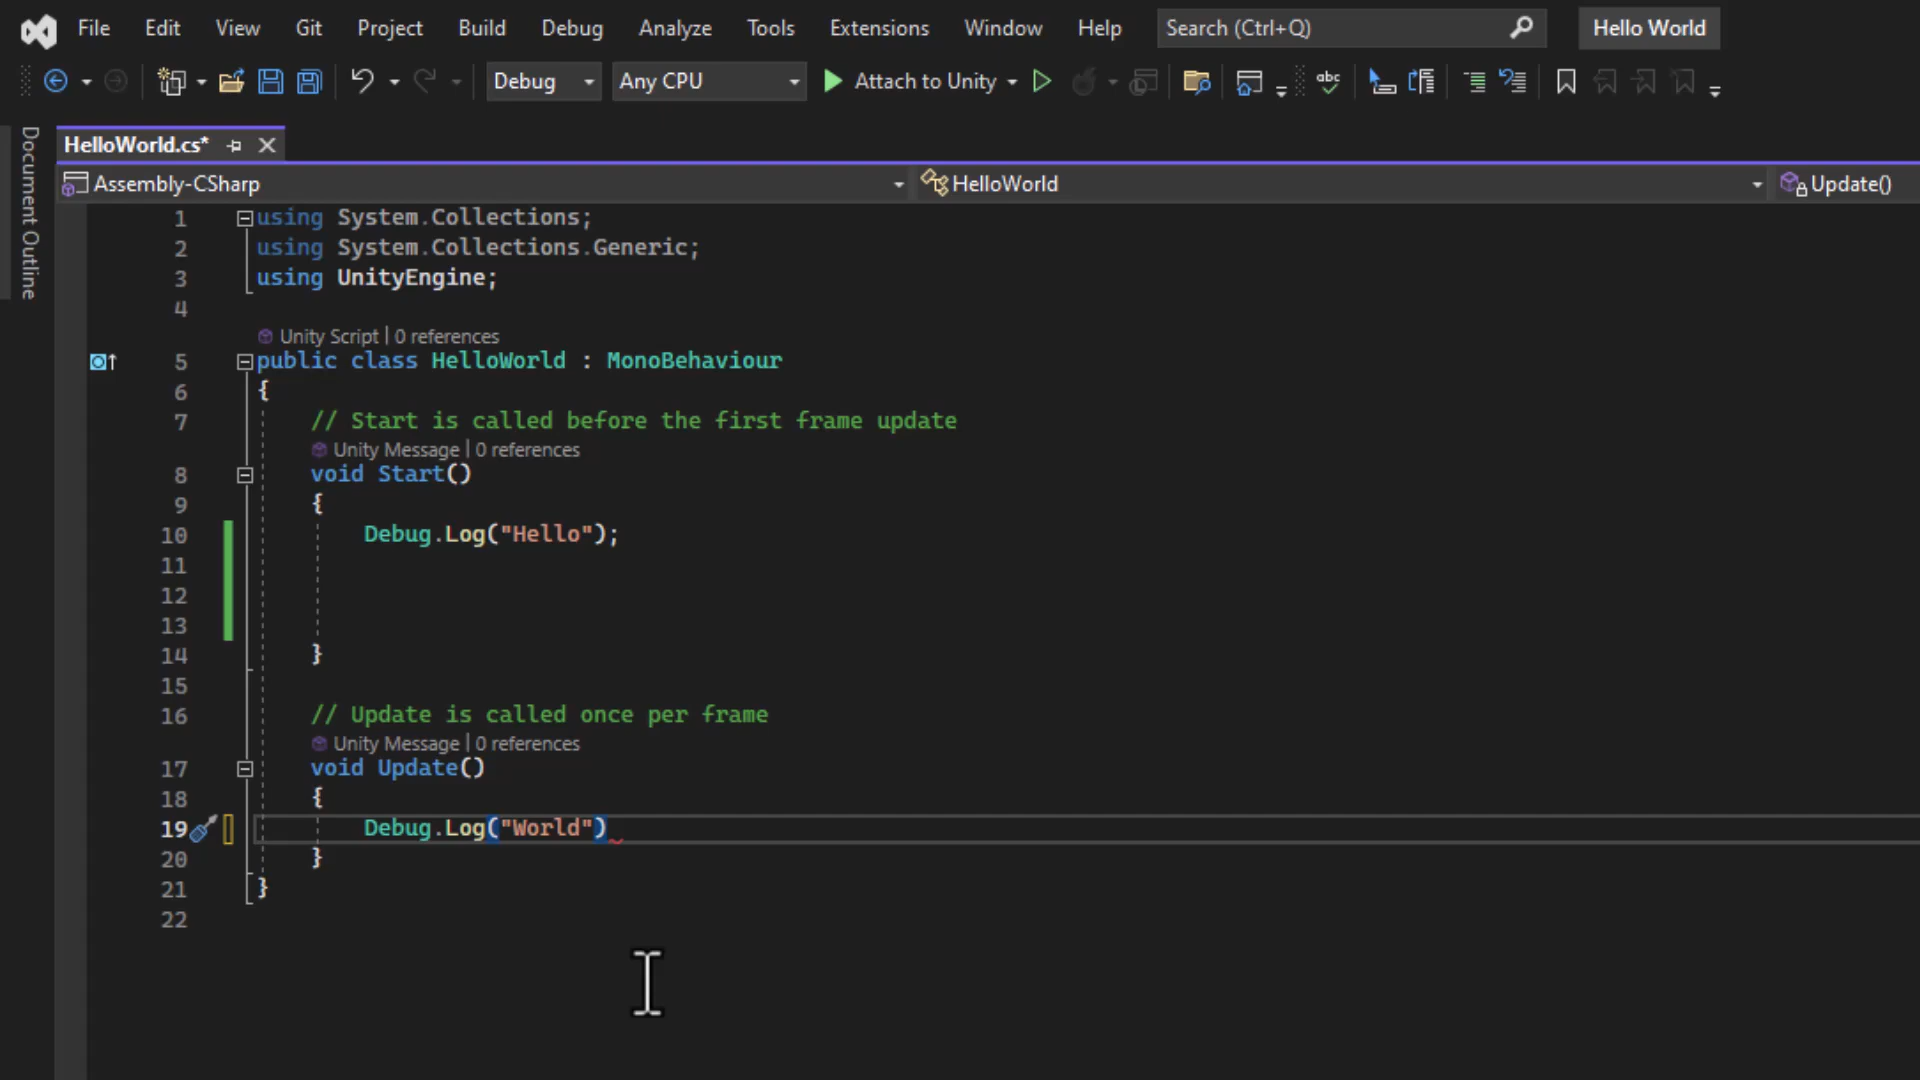 File Edit View Git Project Build Debug Analyze Tools Extensions Window Help Search (Ctrl+Q) Hello World
Debug Any CPU Attach to Unity abc
Document Outline
HelloWorld.cs*
Assembly-CSharp HelloWorld Update()
1 using System.Collections;
2 using System.Collections.Generic;
3 using UnityEngine;
4
Unity Script | 0 references
5 public class HelloWorld : MonoBehaviour
6 {
7 // Start is called before the first frame update
Unity Message | 0 references
8 void Start()
9 {
10 Debug.Log("Hello");
11
12
13
14 }
15
16 // Update is called once per frame
Unity Message | 0 references
17 void Update()
18 {
19 Debug.Log("World")
20 }
21 }
22